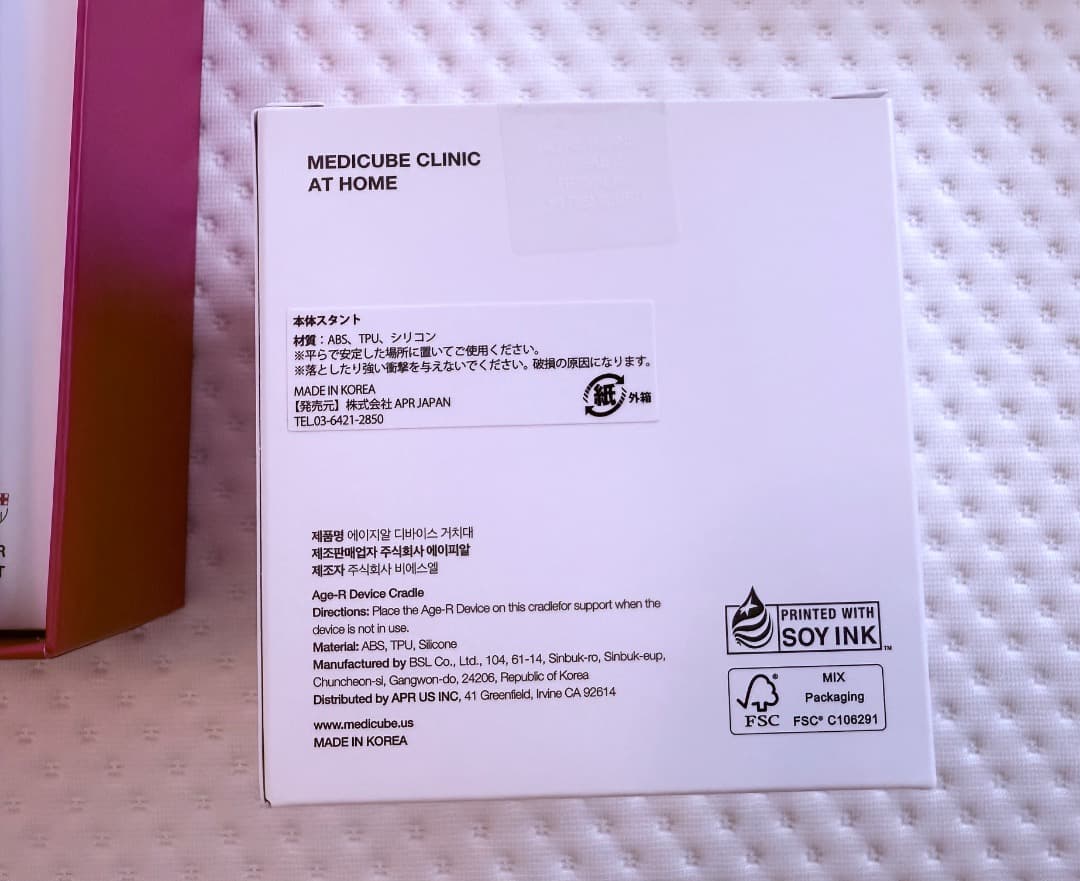 MEDICUBE CLINIC
AT HOME
本体スタント
材質：ABS、TPU、シリコン
※平らで安定した場所に置いてご使用ください。
※落としたり強い衝撃を与えないでください。破損の原因になります。
MADE IN KOREA
【発売元】株式会社 APR JAPAN
TEL.03-6421-2850
紙 外箱
제품명 에이지알 디바이스 거치대
제조판매업자 주식회사 에이피알
제조자 주식회사 비에스엘
Age-R Device Cradle
Directions: Place the Age-R Device on this cradlefor support when the
device is not in use.
Material: ABS, TPU, Silicone
Manufactured by BSL Co., Ltd., 104, 61-14, Sinbuk-ro, Sinbuk-eup,
Chuncheon-si, Gangwon-do, 24206, Republic of Korea
Distributed by APR US INC, 41 Greenfield, Irvine CA 92614
www.medicube.us
MADE IN KOREA
PRINTED WITH
SOY INK™
FSC®
MIX
Packaging
FSC® C106291
R
T